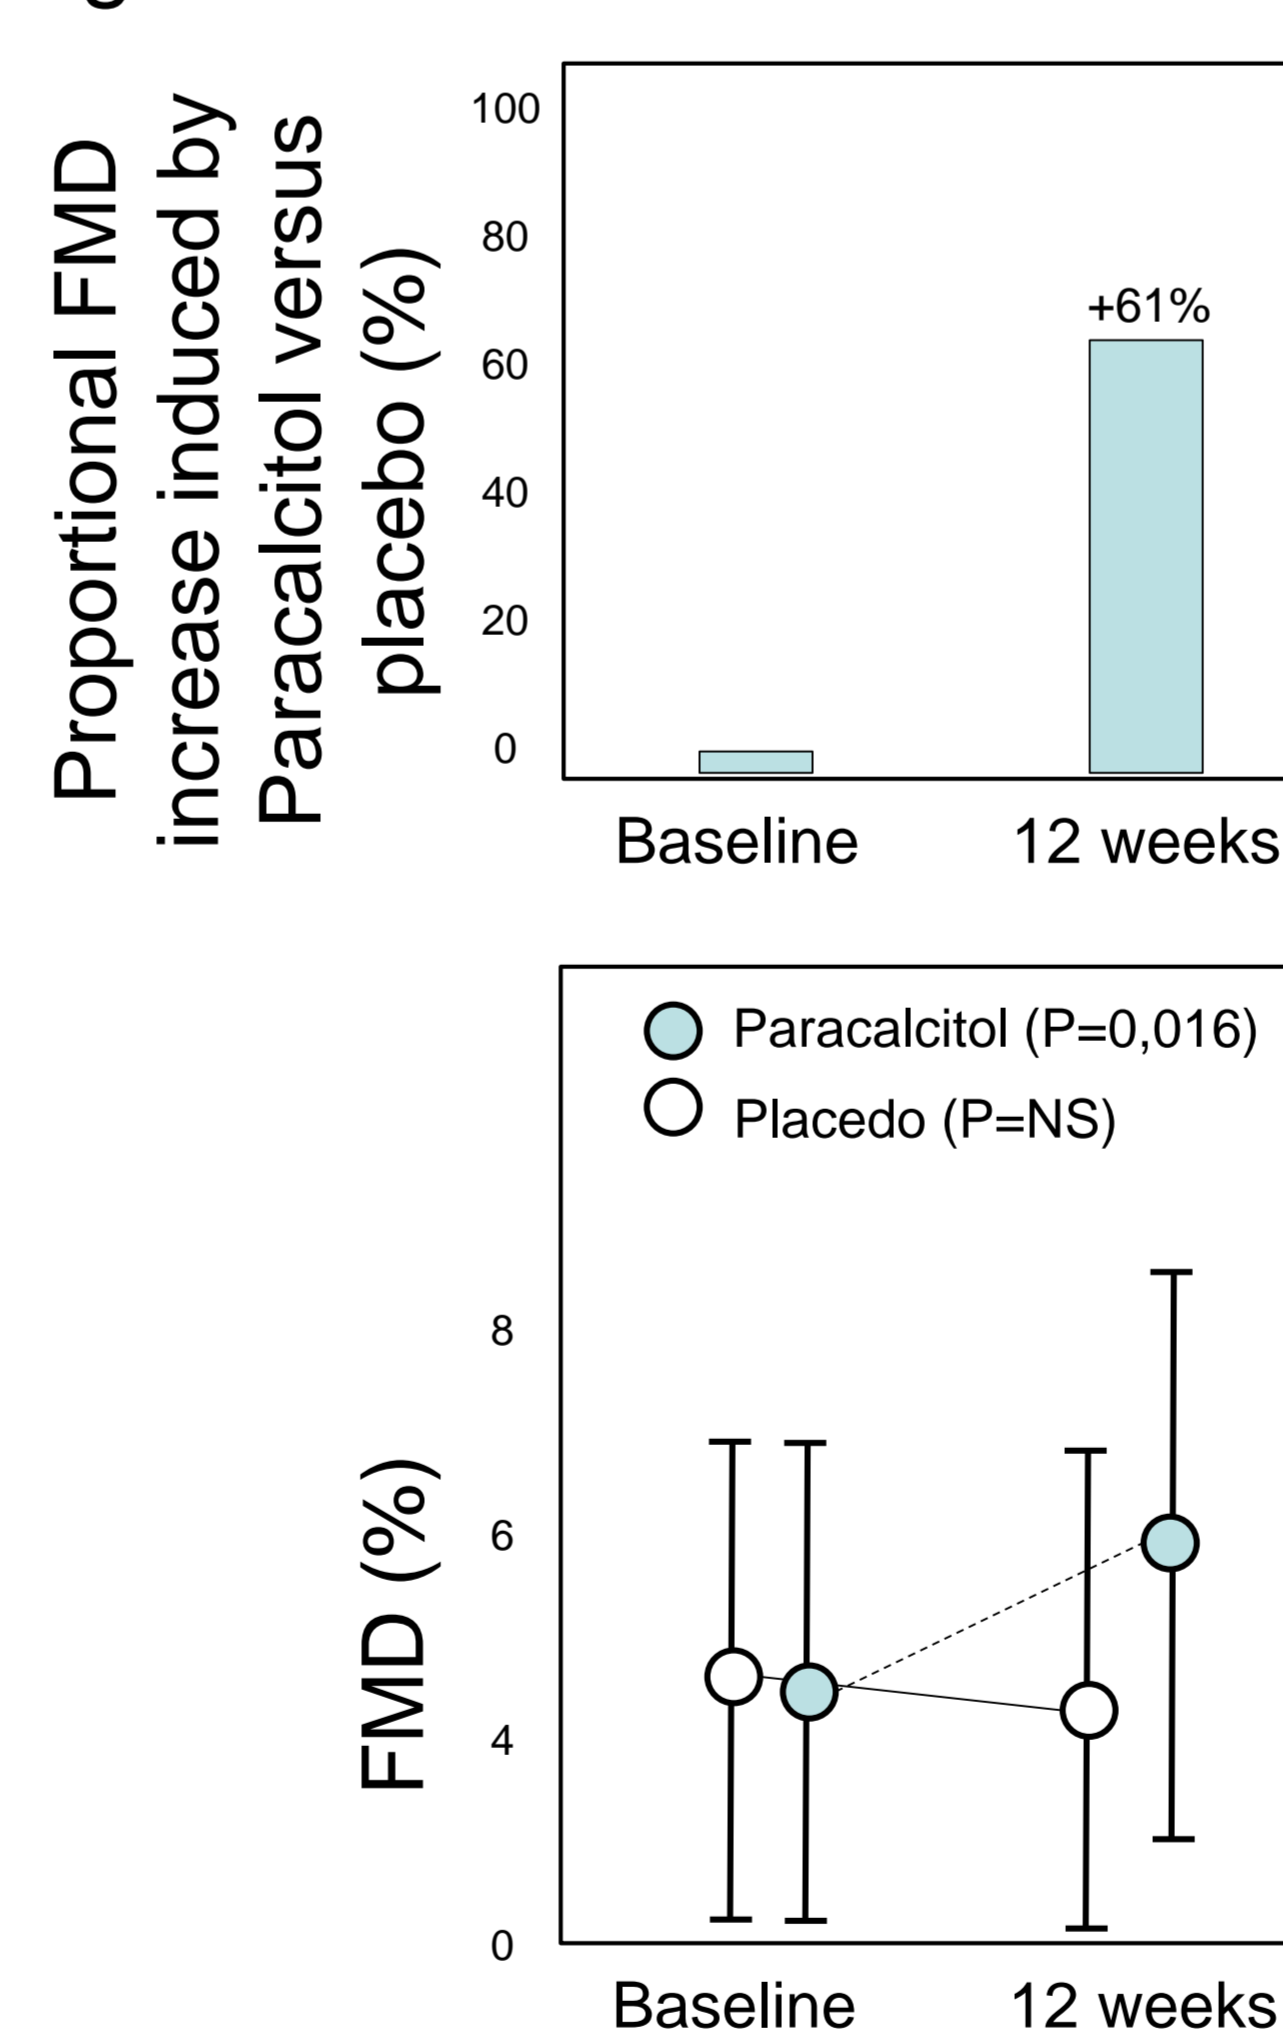 Proportional FMD
increase induced by
Paracalcitol versus
placebo (%)
100
80
60
40
20
0
+61%
Baseline
12 weeks
Paracalcitol (P=0,016)
Placedo (P=NS)
FMD (%)
8
6
4
0
Baseline
12 weeks